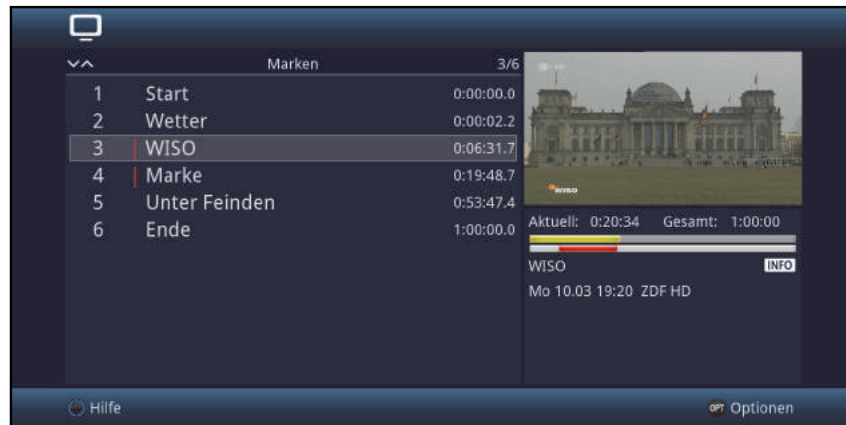 Marken 3/6
1 Start 0:00:00.0
2 Wetter 0:00:02.2
3 WISO 0:06:31.7
4 Marke 0:19:48.7
5 Unter Feinden 0:53:47.4
6 Ende 1:00:00.0
WISO
Aktuell: 0:20:34 Gesamt: 1:00:00
WISO INFO
Mo 10.03 19:20 ZDF HD
Hilfe
OPT Optionen